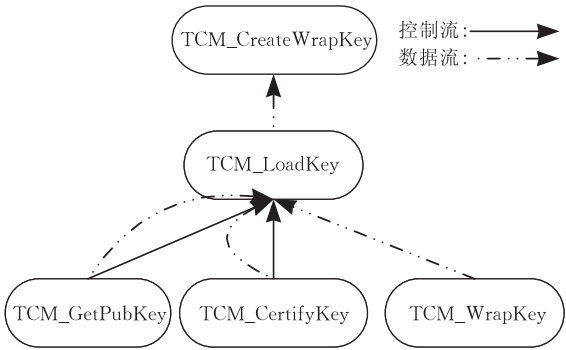 TCM_CreateWrapKey
控制流:
数据流:
TCM_LoadKey
TCM_GetPubKey
TCM_CertifyKey
TCM_WrapKey